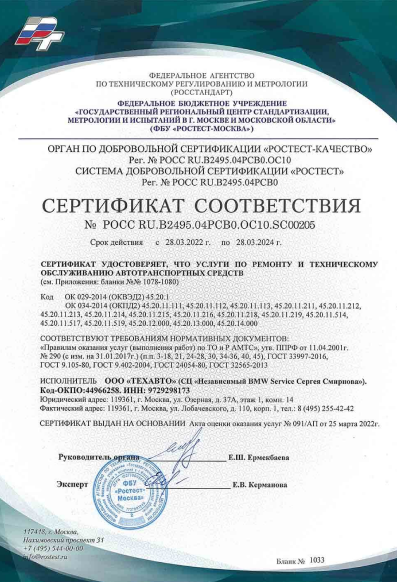 ФЕДЕРАЛЬНОЕ АГЕНТСТВО
ПО ТЕХНИЧЕСКОМУ РЕГУЛИРОВАНИЮ И МЕТРОЛОГИИ
(РОССТАНДАРТ)
ФЕДЕРАЛЬНОЕ БЮДЖЕТНОЕ УЧРЕЖДЕНИЕ
«ГОСУДАРСТВЕННЫЙ РЕГИОНАЛЬНЫЙ ЦЕНТР СТАНДАРТИЗАЦИИ,
МЕТРОЛОГИИ И ИСПЫТАНИЙ В Г. МОСКВЕ И МОСКОВСКОЙ ОБЛАСТИ»
(ФБУ «РОСТЕСТ-МОСКВА»)
ОРГАН ПО ДОБРОВОЛЬНОЙ СЕРТИФИКАЦИИ «РОСТЕСТ-КАЧЕСТВО»
Рег. № РОСС RU.В2495.04РСВ0.ОС10
СИСТЕМА ДОБРОВОЛЬНОЙ СЕРТИФИКАЦИИ «РОСТЕСТ»
Рег. № РОСС RU.В2495.04РСВ0
СЕРТИФИКАТ СООТВЕТСТВИЯ
№ РОСС RU.В2495.04РСВ0.ОС10.SC00205
Срок действия с 28.03.2022 г. по 28.03.2024 г.
СЕРТИФИКАТ УДОСТОВЕРЯЕТ, ЧТО УСЛУГИ ПО РЕМОНТУ И ТЕХНИЧЕСКОМУ
ОБСЛУЖИВАНИЮ АВТОТРАНСПОРТНЫХ СРЕДСТВ
(см. Приложения: бланки №№ 1078-1080)
Код ОК 029-2014 (ОКВЭД2) 45.20.1:
ОК 034-2014 (ОКПД2) 45.20.11.111, 45.20.11.112, 45.20.11.113, 45.20.11.211, 45.20.11.212,
45.20.11.213, 45.20.11.214, 45.20.11.215, 45.20.11.216, 45.20.11.218, 45.20.11.219, 45.20.11.511, 45.20.11.514,
45.20.11.517, 45.20.11.519, 45.20.12.000, 45.20.13.000, 45.20.14.000
СООТВЕТСТВУЮТ ТРЕБОВАНИЯМ НОРМАТИВНЫХ ДОКУМЕНТОВ:
«Правилам оказания услуг (выполнения работ) по ТО и Р АМТС», утв. ППРФ от 11.04.2001г.
№ 290 (с изм. на 31.01.2017г.) (п.п. 3-18, 21, 24-28, 30, 34-36, 40, 45), ГОСТ 33997-2016,
ГОСТ 9.105-80, ГОСТ 9.402-2004, ГОСТ 24054-80, ГОСТ 32565-2013
ИСПОЛНИТЕЛЬ ООО «ТЕХАВТО» (СЦ «Независимый BMW Service Сергея Смирнова»).
Код-ОКПО:44966258. ИНН: 9729298173
Юридический адрес: 119361, г. Москва, ул. Озерная, д. 37А, этаж 1, комн. 14
Фактический адрес: 119361, г. Москва, ул. Лобачевского, д. 110, корп. 1, тел.: 8 (495) 255-42-42
СЕРТИФИКАТ ВЫДАН НА ОСНОВАНИИ Акта оценки оказания услуг № 091/АП от 25 марта 2022г.
Руководитель органа Е.Ш. Ермекбаева
Эксперт Е.В. Керманова
ФБУ
«Ростест-
Москва»
117418, г. Москва,
Нахимовский проспект 31
+7 (495) 544-00-00
info@rostest.ru
Бланк № 1033